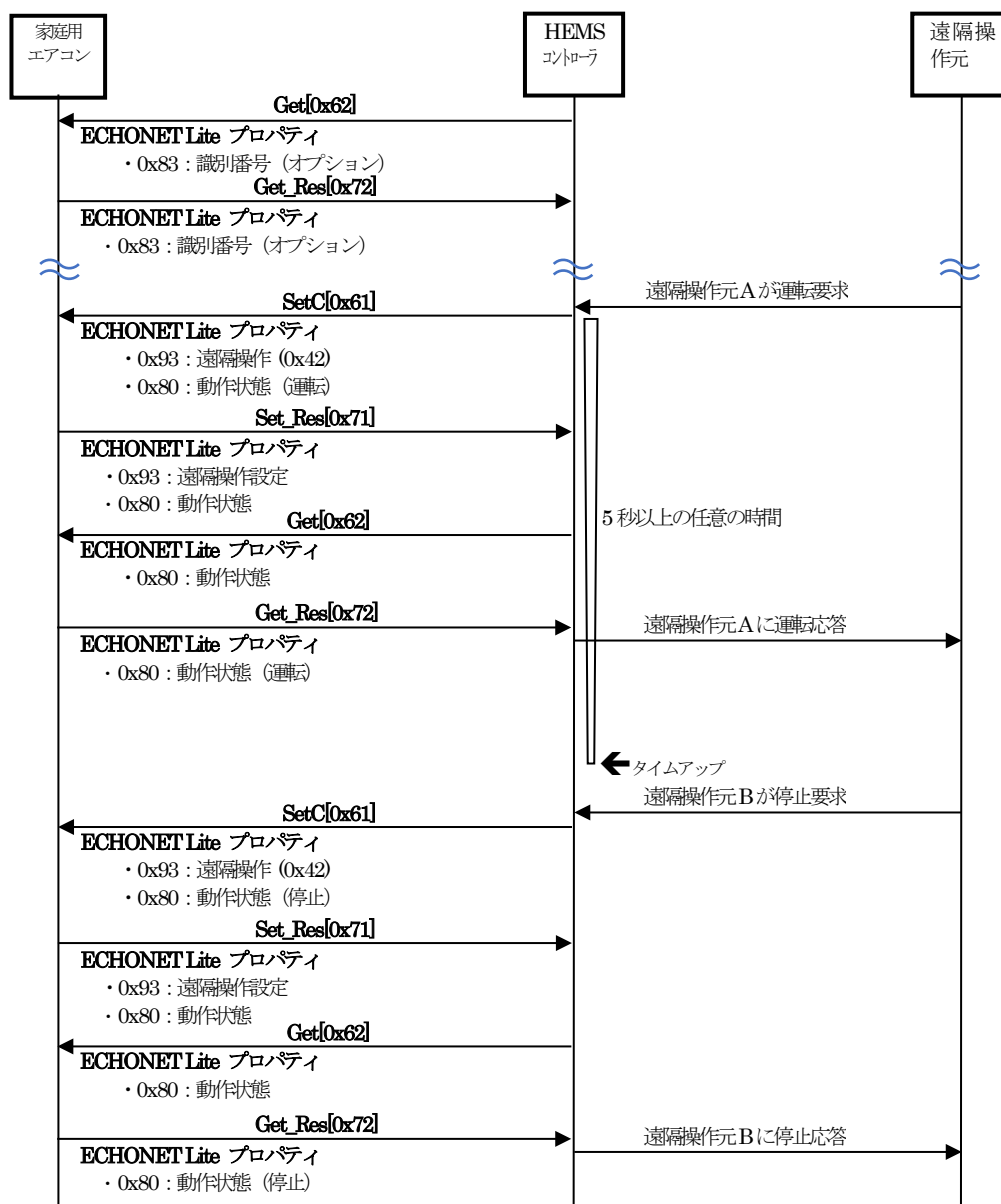 家庭用
エアコン
HEMS
コントローラ
遠隔操
作元
Get[0x62]
ECHONET Lite プロパティ
・0x83:識別番号(オプション)
Get_Res[0x72]
ECHONET Lite プロパティ
・0x83:識別番号(オプション)
遠隔操作元Aが運転要求
SetC[0x61]
ECHONET Lite プロパティ
・0x93:遠隔操作 (0x42)
・0x80:動作状態(運転)
Set_Res[0x71]
ECHONET Lite プロパティ
・0x93:遠隔操作設定
・0x80:動作状態
Get[0x62]
5秒以上の任意の時間
ECHONET Lite プロパティ
・0x80:動作状態
Get_Res[0x72]
遠隔操作元Aに運転応答
ECHONET Lite プロパティ
・0x80:動作状態(運転)
タイムアップ
遠隔操作元Bが停止要求
SetC[0x61]
ECHONET Lite プロパティ
・0x93:遠隔操作 (0x42)
・0x80:動作状態(停止)
Set_Res[0x71]
ECHONET Lite プロパティ
・0x93:遠隔操作設定
・0x80:動作状態
Get[0x62]
ECHONET Lite プロパティ
・0x80:動作状態
Get_Res[0x72]
遠隔操作元Bに停止応答
ECHONET Lite プロパティ
・0x80:動作状態(停止)